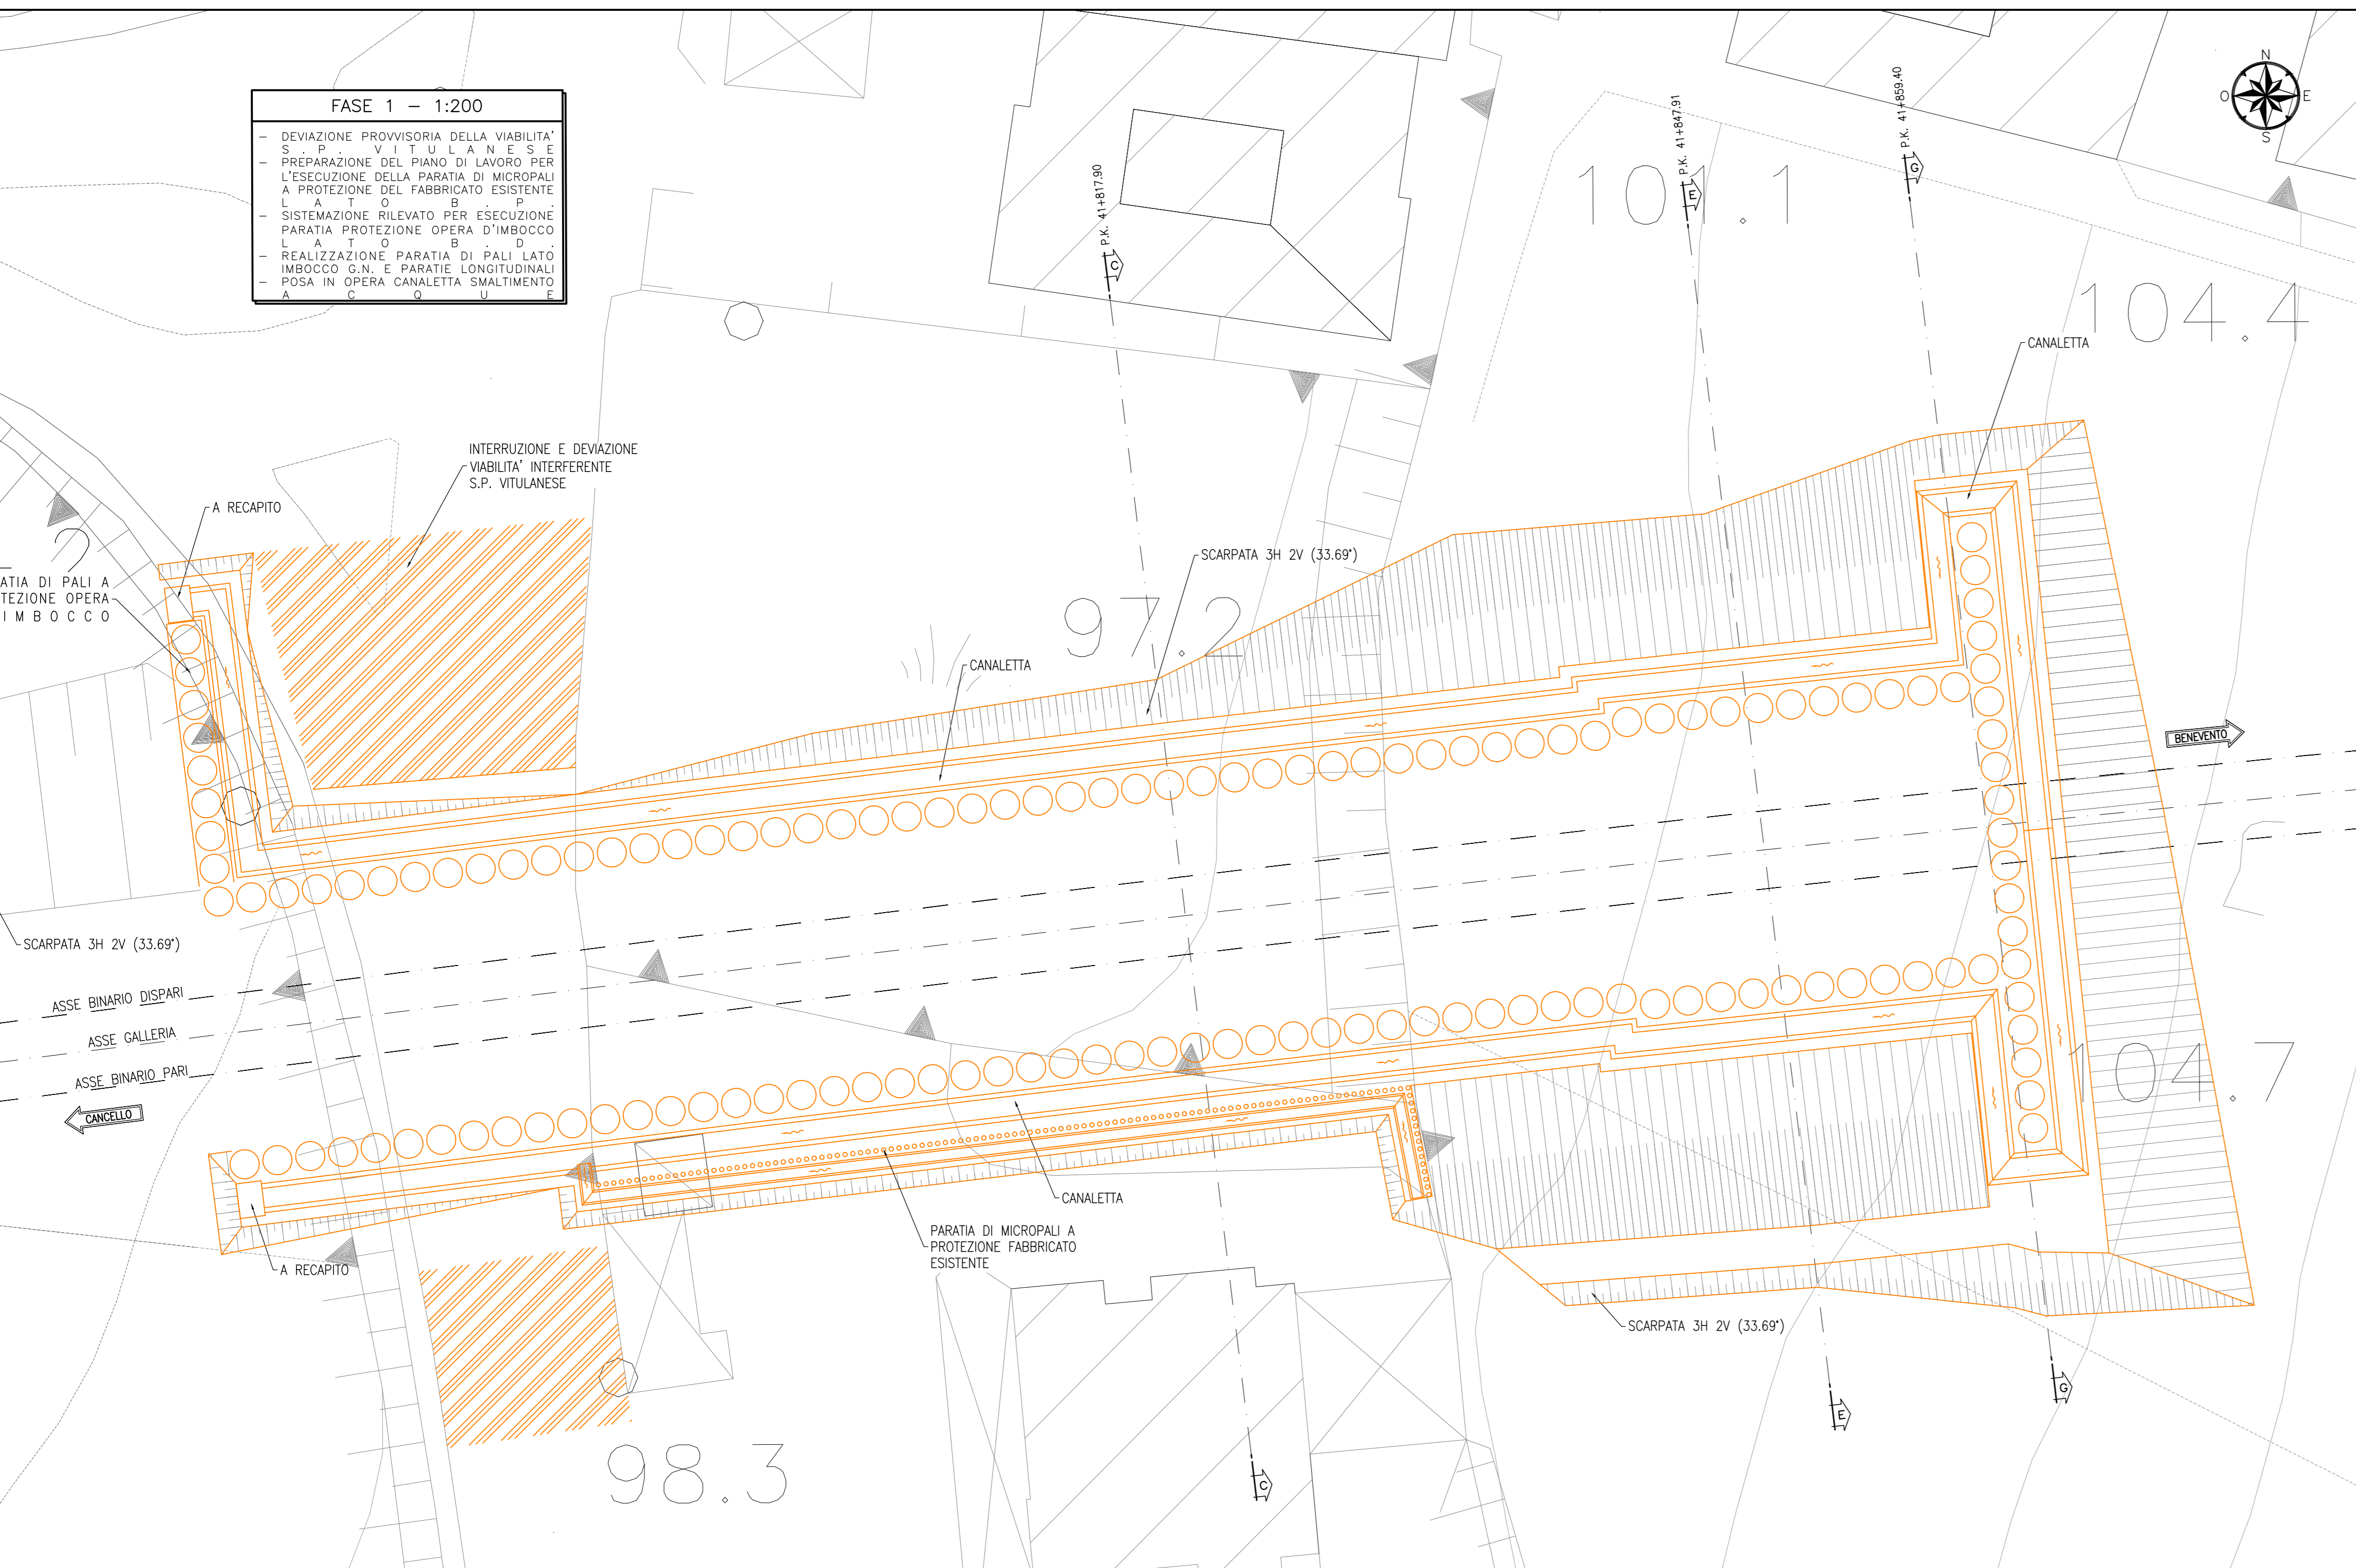 FASE 1 – 1:200
– DEVIAZIONE PROVVISORIA DELLA VIABILITA'
S.P. VITULANESE
– PREPARAZIONE DEL PIANO DI LAVORO PER
L'ESECUZIONE DELLA PARATIA DI MICROPALI
A PROTEZIONE DEL FABBRICATO ESISTENTE
LATO B.P.
– SISTEMAZIONE RILEVATO PER ESECUZIONE
PARATIA PROTEZIONE OPERA D'IMBOCCO
LATO B.D.
– REALIZZAZIONE PARATIA DI PALI LATO
IMBOCCO G.N. E PARATIE LONGITUDINALI
– POSA IN OPERA CANALETTA SMALTIMENTO
ACQUE
N
O
E
S
P.K. 41+817.90
C
P.K. 41+847.91
E
P.K. 41+859.40
G
101.1
104.4
CANALETTA
INTERRUZIONE E DEVIAZIONE
VIABILITA' INTERFERENTE
S.P. VITULANESE
A RECAPITO
2
ATIA DI PALI A
TEZIONE OPERA
IMBOCCO
SCARPATA 3H 2V (33.69°)
97.2
CANALETTA
BENEVENTO
SCARPATA 3H 2V (33.69°)
ASSE BINARIO DISPARI
ASSE GALLERIA
ASSE BINARIO PARI
CANCELLO
104.7
CANALETTA
PARATIA DI MICROPALI A
PROTEZIONE FABBRICATO
ESISTENTE
A RECAPITO
SCARPATA 3H 2V (33.69°)
98.3
C
E
G